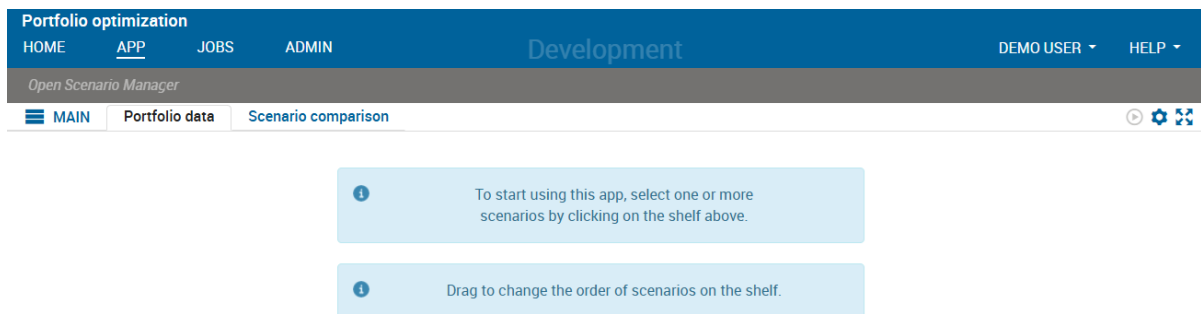 Portfolio optimization
HOME APP JOBS ADMIN Development DEMO USER HELP
Open Scenario Manager
MAIN Portfolio data Scenario comparison
To start using this app, select one or more
scenarios by clicking on the shelf above.
Drag to change the order of scenarios on the shelf.